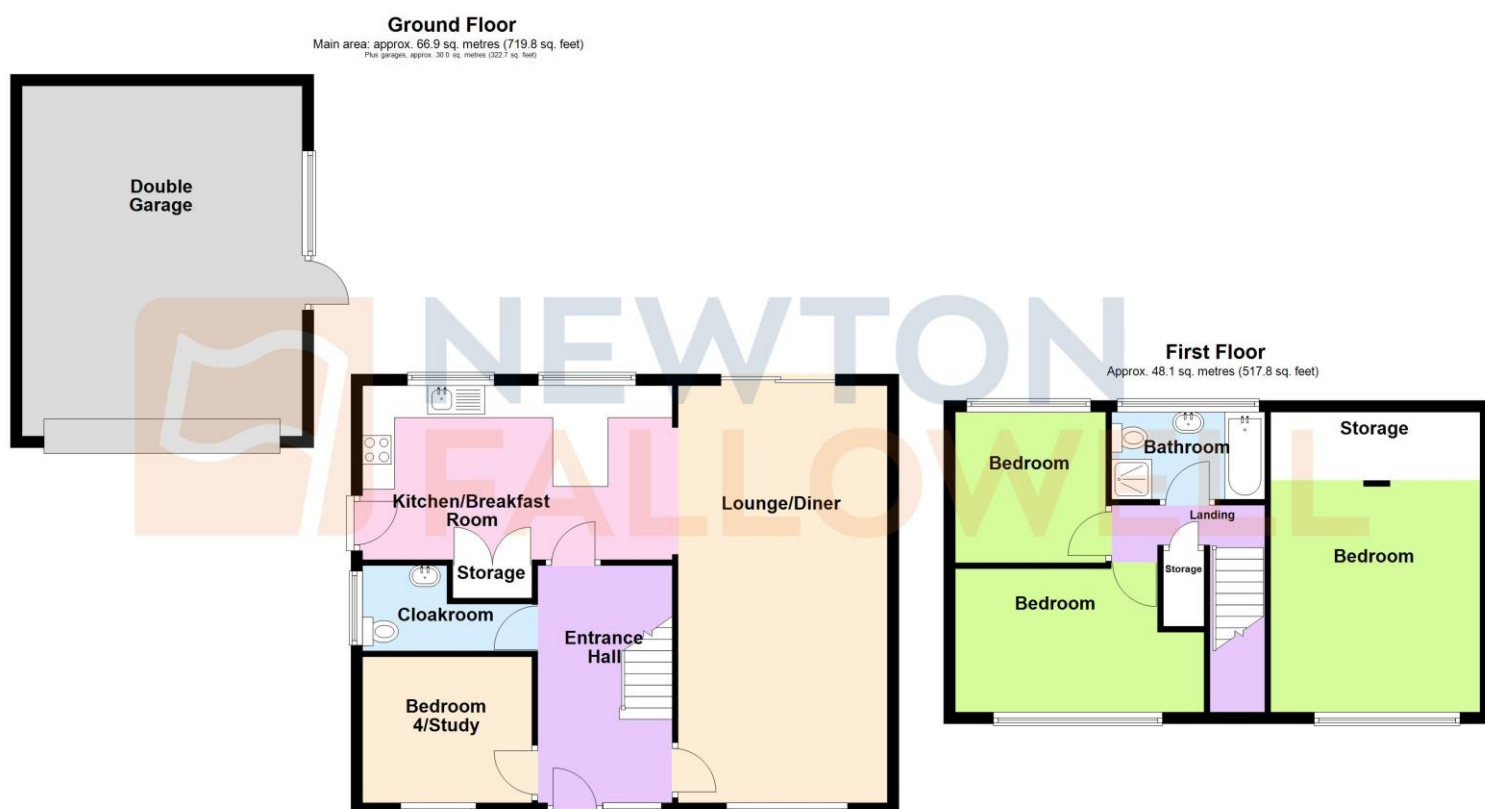 Ground Floor
Main area: approx. 66.9 sq. metres (719.8 sq. feet)
Plus garages, approx. 30.0 sq. metres (322.7 sq. feet)
Double
Garage
NEWTON
FALLOWELL
First Floor
Approx. 48.1 sq. metres (517.8 sq. feet)
Kitchen/Breakfast
Room
Lounge/Diner
Storage
Cloakroom
Entrance
Hall
Bedroom
4/Study
Bedroom
Bathroom
Storage
Landing
Storage
Bedroom
Bedroom